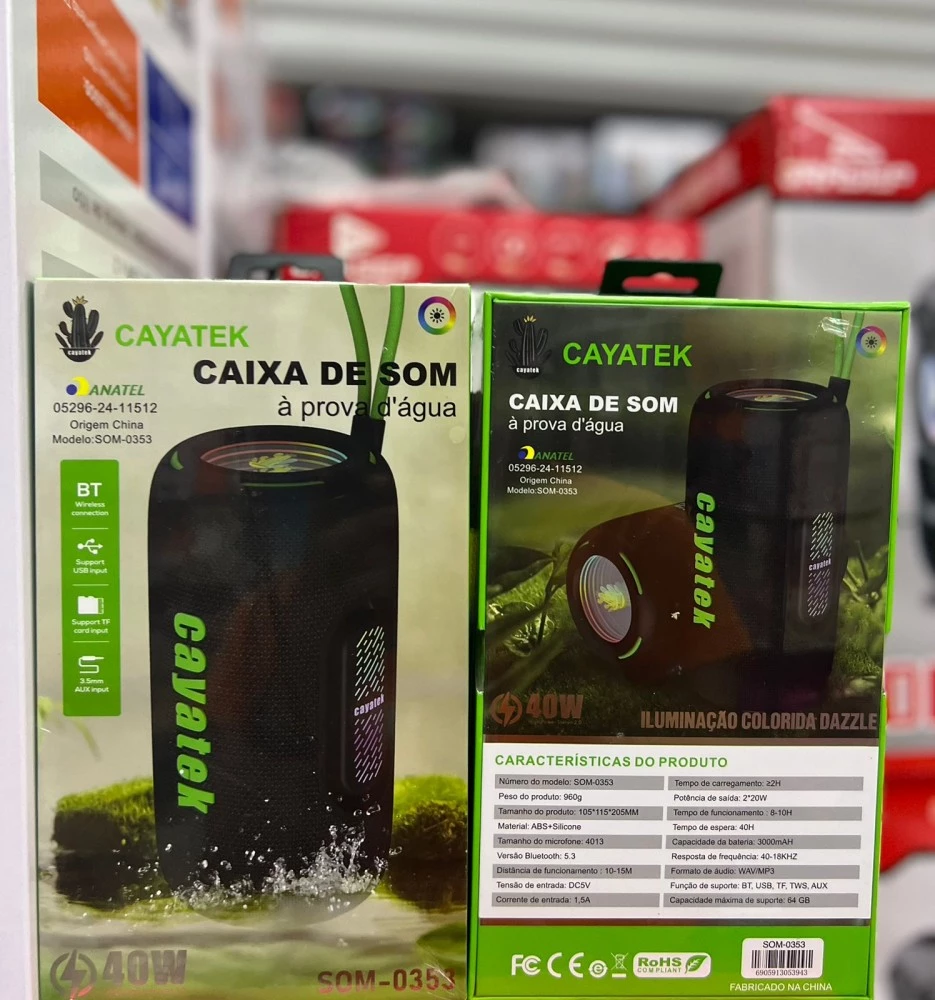 cayatek
CAYATEK
CAIXA DE SOM
à prova d'água
ANATEL
05296-24-11512
Origem China
Modelo:SOM-0353
BT
Wireless
connection
Support
USB input
Support TF
card input
3.5mm
AUX input
cayatek
cayatek
40W
SOM-0353
cayatek
CAYATEK
CAIXA DE SOM
à prova d'água
ANATEL
05296-24-11512
Origem China
Modelo:SOM-0353
cayatek
cayatek
40W
ILUMINAÇÃO COLORIDA DAZZLE
CARACTERÍSTICAS DO PRODUTO
Número do modelo: SOM-0353
Tempo de carregamento: ≥2H
Peso do produto: 960g
Potência de saída: 2*20W
Tamanho do produto: 105*115*205MM
Tempo de funcionamento : 8-10H
Material: ABS+Silicone
Tempo de espera: 40H
Tamanho do microfone: 4013
Capacidade da bateria: 3000mAH
Versão Bluetooth: 5.3
Resposta de frequência: 40-18KHZ
Distância de funcionamento : 10-15M
Formato de áudio: WAV/MP3
Tensão de entrada: DC5V
Função de suporte: BT, USB, TF, TWS, AUX
Corrente de entrada: 1,5A
Capacidade máxima de suporte: 64 GB
FC CE
RoHS
COMPLIANT
SOM-0353
6905913053943
FABRICADO NA CHINA